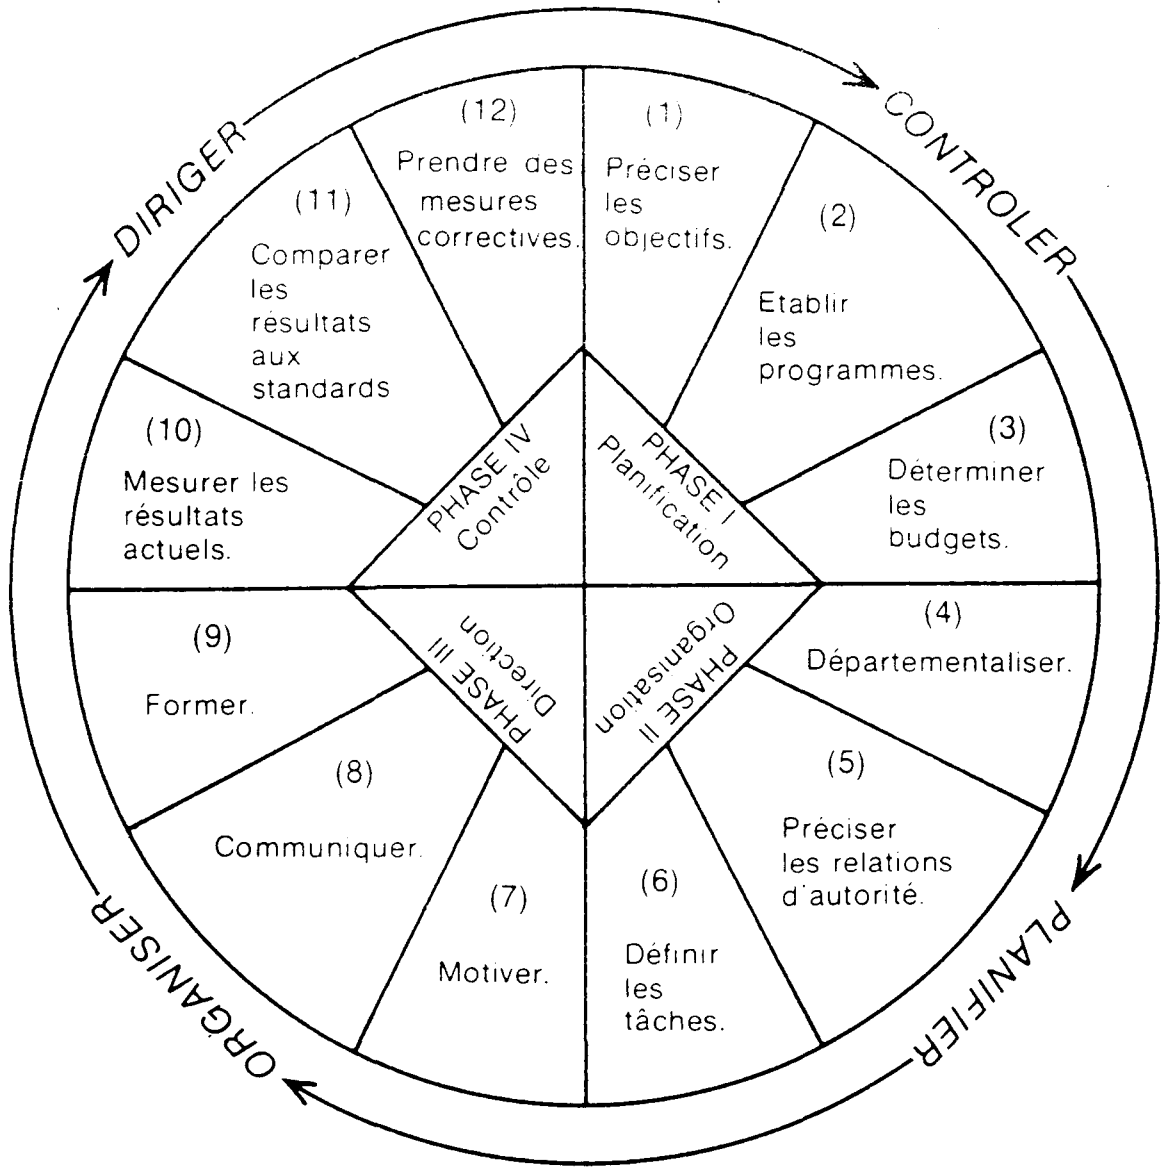 DIRIGER
CONTROLER
PLANIFIER
ORGANISER
(1)
Préciser
les
objectifs.
(2)
Etablir
les
programmes.
(3)
Déterminer
les
budgets.
(4)
Départementaliser.
(5)
Préciser
les relations
d'autorité.
(6)
Définir
les
tâches.
(7)
Motiver.
(8)
Communiquer.
(9)
Former.
(10)
Mesurer les
résultats
actuels.
(11)
Comparer
les
résultats
aux
standards
(12)
Prendre des
mesures
correctives.
PHASE I
Planification
PHASE II
Organisation
PHASE III
Direction
PHASE IV
Contrôle